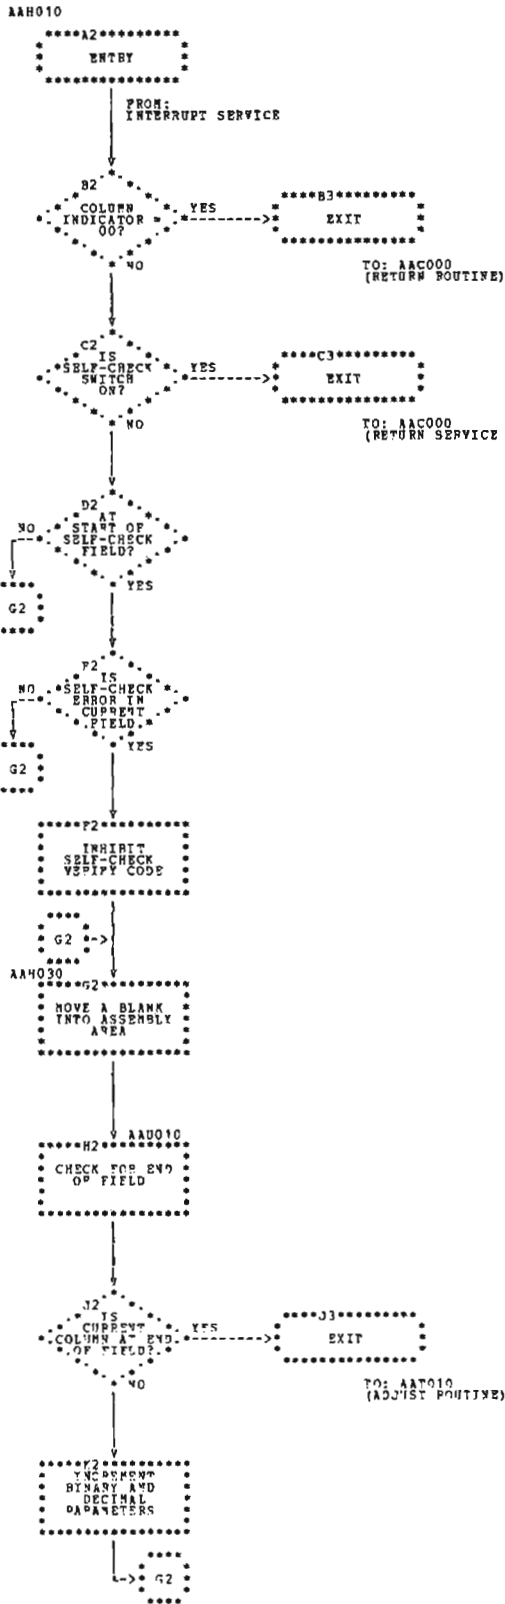 AAH010
A2
ENTRY
FROM:
INTERRUPT SERVICE
B2
COLUMN
INDICATOR
00?
YES
B3
EXIT
NO
TO: AAC000
(RETURN ROUTINE)
C2
IS
SELF-CHECK
SWITCH
ON?
YES
C3
EXIT
NO
TO: AAC000
(RETURN SERVICE
D2
AT
START OF
SELF-CHECK
FIELD?
NO
YES
G2
E2
IS
SELF-CHECK
ERROR IN
CURRENT
FIELD
NO
YES
G2
F2
INHIBIT
SELF-CHECK
VERIFY CODE
G2
AAH030
G2
MOVE A BLANK
INTO ASSEMBLY
AREA
AAU010
H2
CHECK FOR END
OF FIELD
J2
IS
CURRENT
COLUMN AT END
OF FIELD?
YES
J3
EXIT
NO
TO: AAT010
(ADJUST ROUTINE)
K2
INCREMENT
BINARY AND
DECIMAL
PARAMETERS
G2